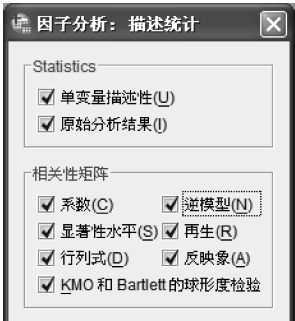 因子分析：描述统计
Statistics
单变量描述性(U)
原始分析结果(I)
相关性矩阵
系数(C) 逆模型(N)
显著性水平(S) 再生(R)
行列式(D) 反映象(A)
KMO 和 Bartlett 的球形度检验